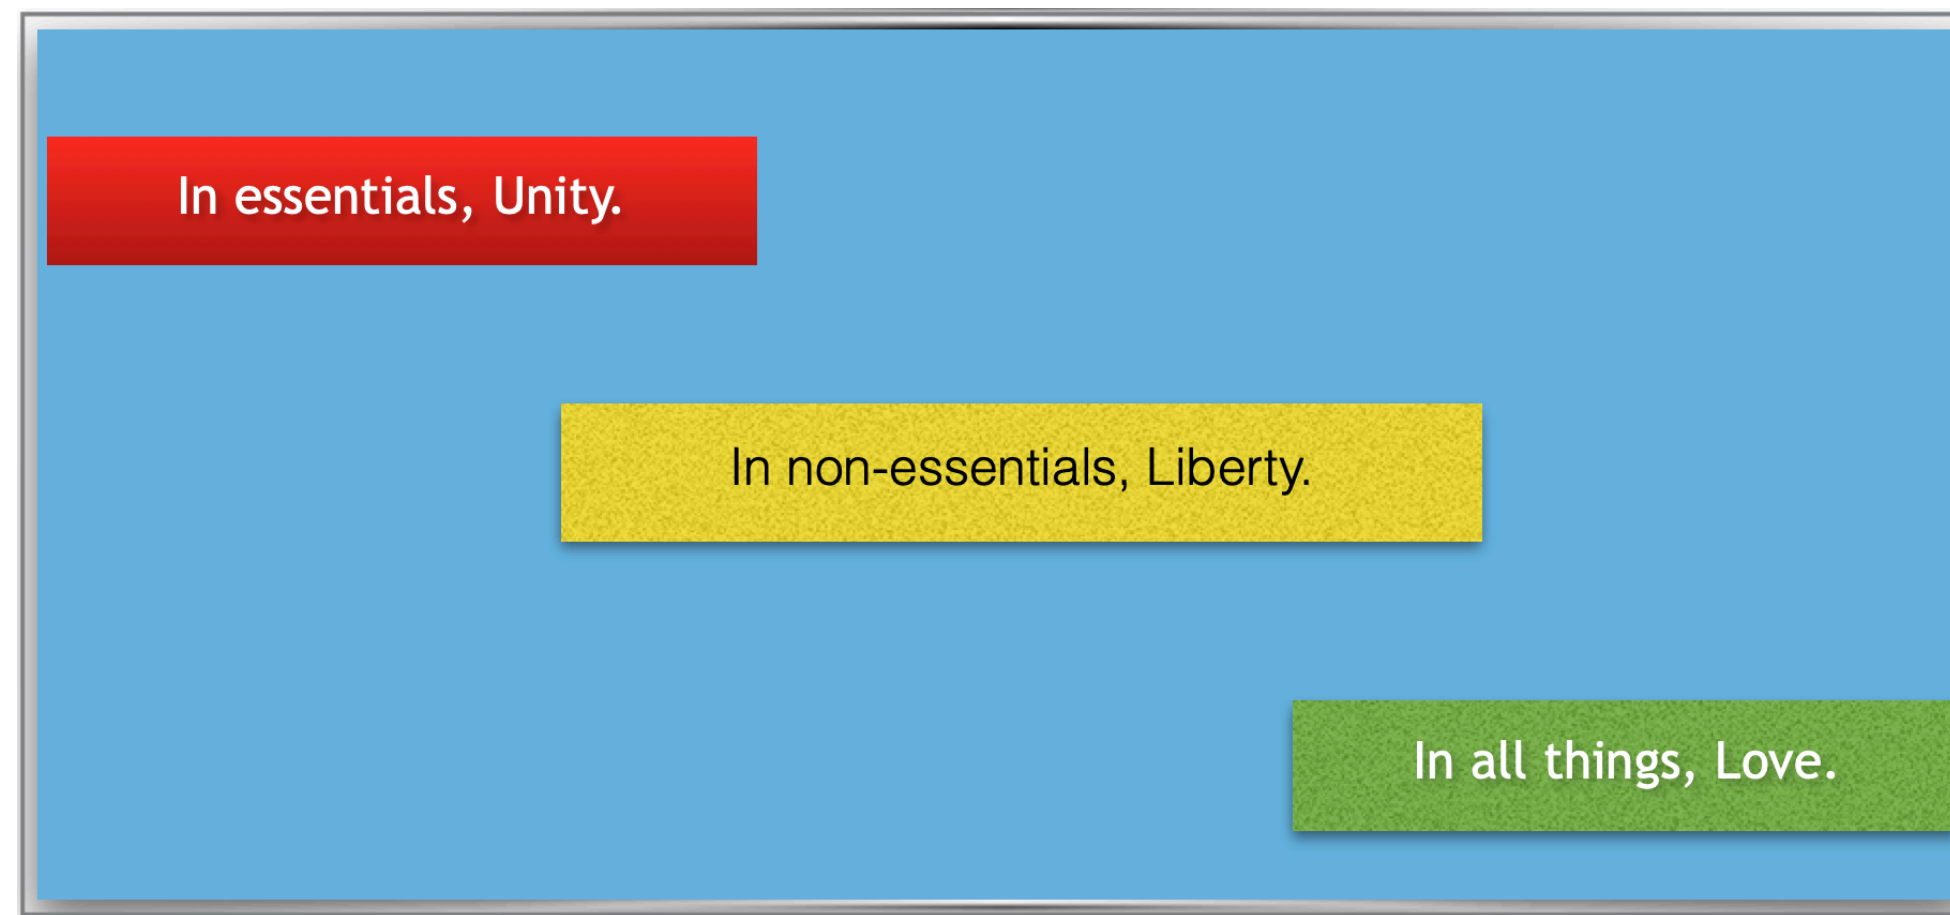 In essentials, Unity.
In non-essentials, Liberty.
In all things, Love.